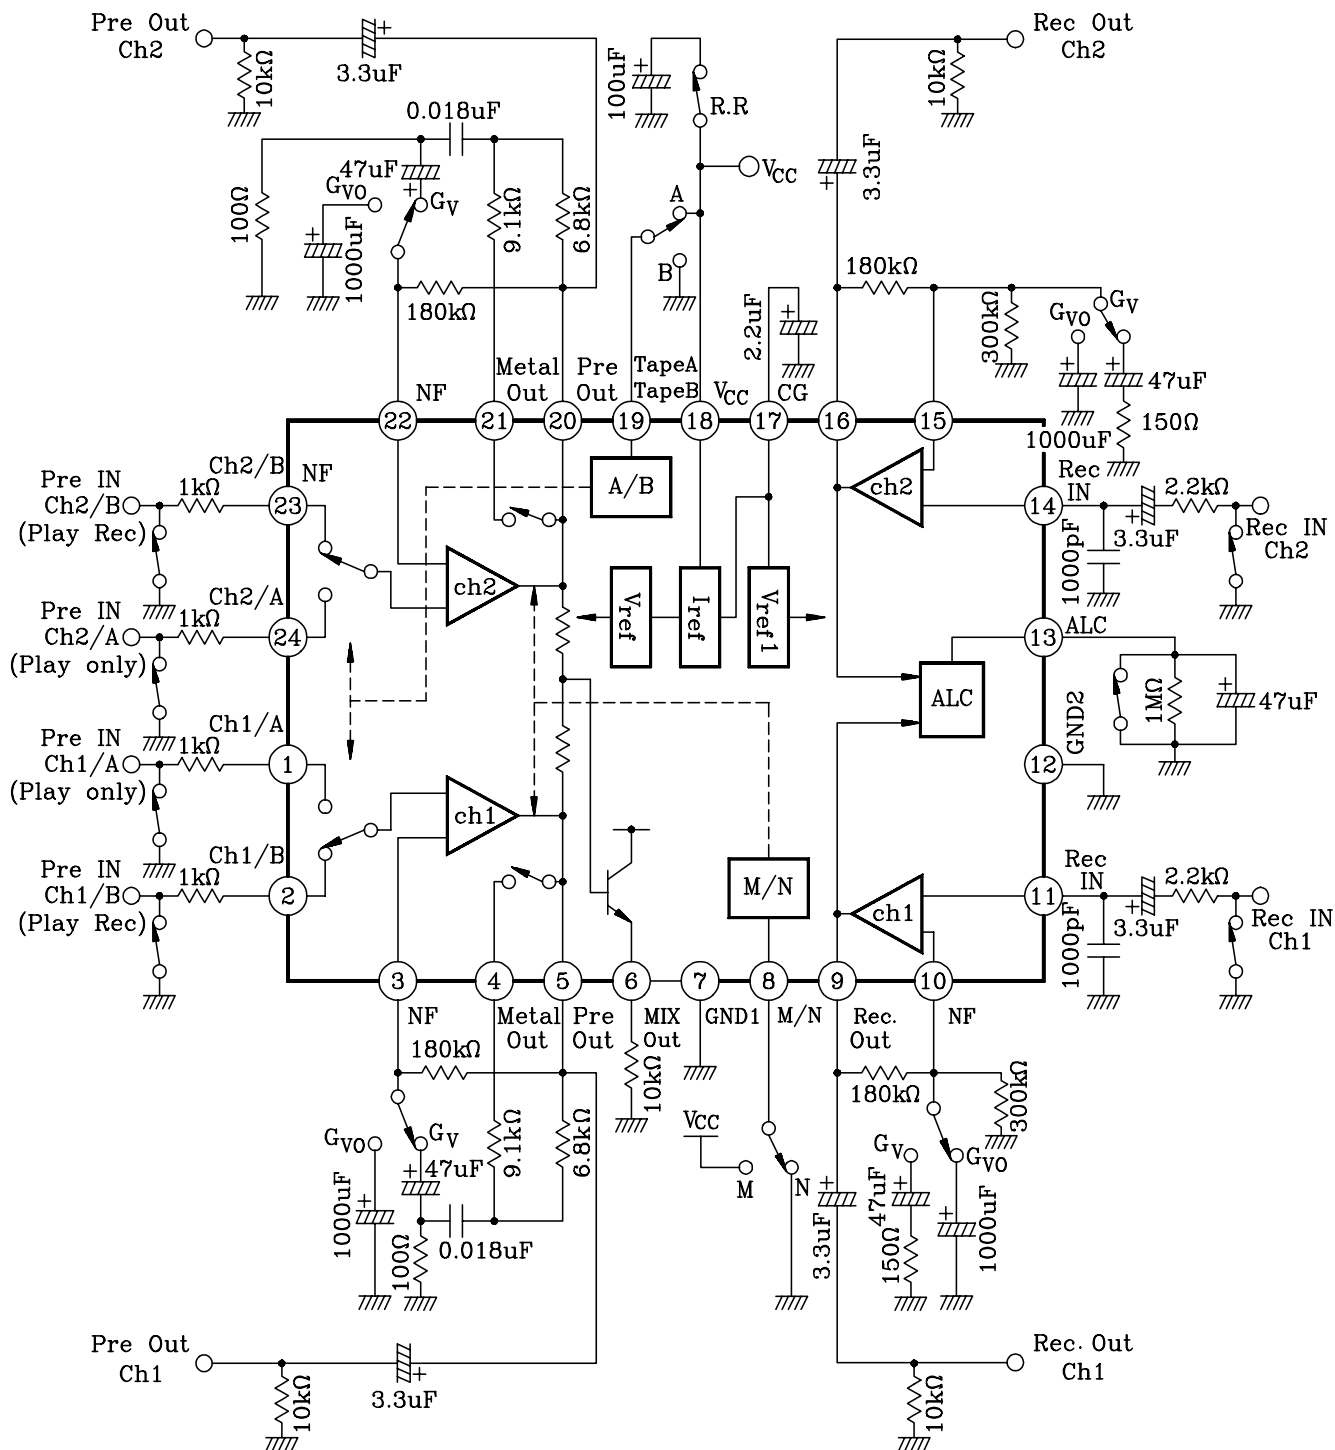 Pre Out
Ch2
10kΩ
3.3uF
+
0.018uF
100Ω
47uF
+
GVO
GV
+
1000uF
9.1kΩ
6.8kΩ
180kΩ
100uF
+
R.R
VCC
A
B
2.2uF
+
Rec Out
Ch2
10kΩ
3.3uF
+
180kΩ
300kΩ
GV
GVO
+
+
47uF
150Ω
1000uF
NF
Metal
Out
Pre
Out
TapeA
TapeB
VCC
CG
22
21
20
19
18
17
16
15
Pre IN
Ch2/B
(Play Rec)
1kΩ
Ch2/B
NF
23
A/B
ch2
Rec
IN
14
1000pF
3.3uF
+
2.2kΩ
Rec IN
Ch2
Pre IN
Ch2/A
(Play only)
1kΩ
Ch2/A
24
ch2
Vref
Iref
Vref1
13
ALC
ALC
1MΩ
+
47uF
GND2
12
Pre IN
Ch1/A
(Play only)
1kΩ
Ch1/A
1
ch1
Pre IN
Ch1/B
(Play Rec)
1kΩ
Ch1/B
2
M/N
ch1
Rec
IN
11
1000pF
3.3uF
+
2.2kΩ
Rec IN
Ch1
3
4
5
6
7
8
9
10
NF
Metal
Out
Pre
Out
MIX
Out
GND1
M/N
Rec.
Out
NF
180kΩ
GVO
GV
+
47uF
+
1000uF
100Ω
0.018uF
9.1kΩ
6.8kΩ
10kΩ
VCC
M
N
180kΩ
300kΩ
GV
GVO
+
3.3uF
+
47uF
150Ω
+
1000uF
Pre Out
Ch1
10kΩ
3.3uF
+
Rec. Out
Ch1
10kΩ